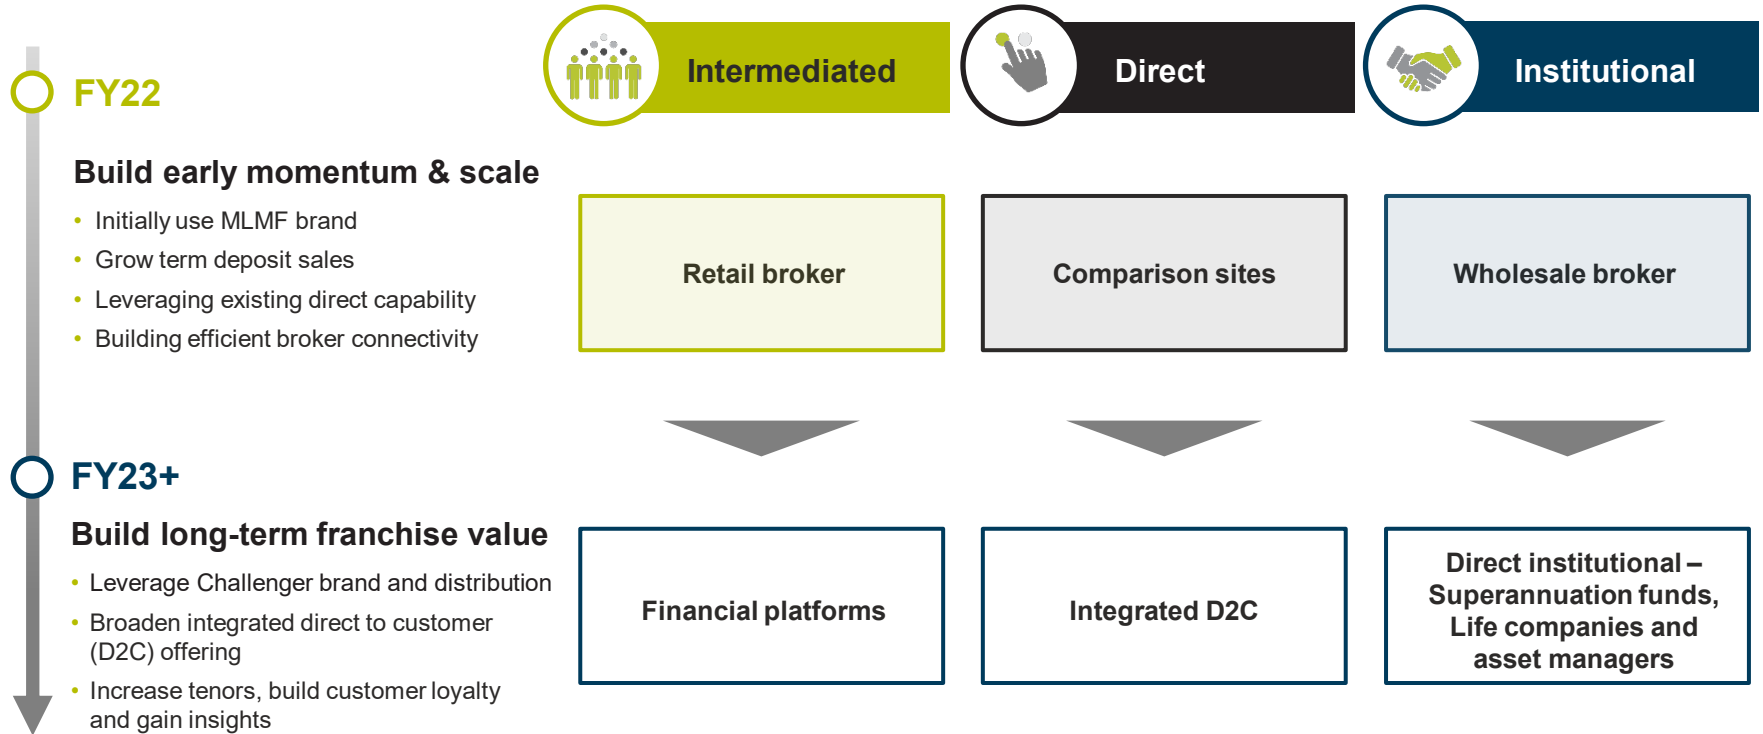 Intermediated
Direct
Institutional
FY22
Build early momentum & scale
• Initially use MLMF brand
• Grow term deposit sales
• Leveraging existing direct capability
• Building efficient broker connectivity
Retail broker
Comparison sites
Wholesale broker
FY23+
Build long-term franchise value
• Leverage Challenger brand and distribution
• Broaden integrated direct to customer
(D2C) offering
• Increase tenors, build customer loyalty
and gain insights
Financial platforms
Integrated D2C
Direct institutional –
Superannuation funds,
Life companies and
asset managers